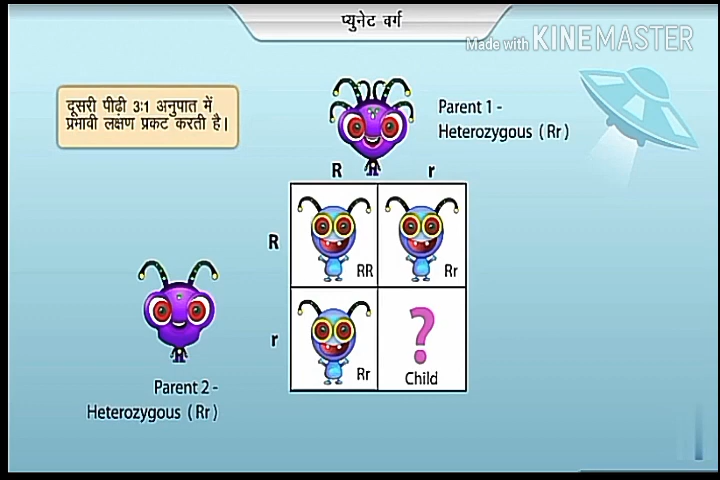 प्युनेट वर्ग
Made with KINEMASTER
दूसरी पीढ़ी 3:1 अनुपात में
प्रभावी लक्षण प्रकट करती है।
Parent 1 -
Heterozygous ( Rr )
R r
R
RR Rr
r
Rr Child
?
Parent 2 -
Heterozygous ( Rr )